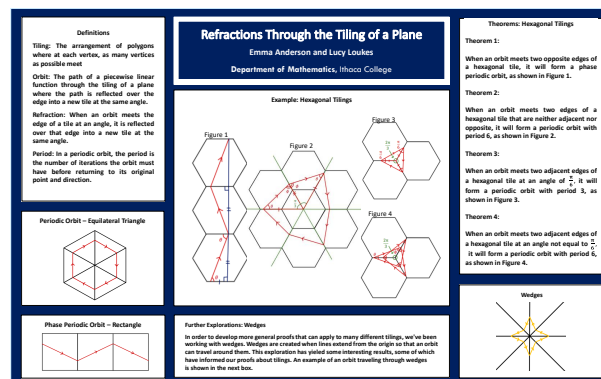 Refractions Through the Tiling of a Plane
Emma Anderson and Lucy Loukes
Department of Mathematics, Ithaca College
Definitions
Tiling: The arrangement of polygons
where at each vertex, as many vertices
as possible meet
Orbit: The path of a piecewise linear
function through the tiling of a plane
where the path is reflected over the
edge into a new tile at the same angle.
Refraction: When an orbit meets the
edge of a tile at an angle, it is reflected
over that edge into a new tile at the
same angle.
Period: In a periodic orbit, the period is
the number of iterations the orbit must
have before returning to its original
point and direction.
Periodic Orbit – Equilateral Triangle
Phase Periodic Orbit – Rectangle
Example: Hexagonal Tilings
Figure 1
Figure 2
Figure 3
Figure 4
Further Explorations: Wedges
In order to develop more general proofs that can apply to many different tilings, we've been
working with wedges. Wedges are created when lines extend from the origin so that an orbit
can travel around them. This exploration has yielded some interesting results, some of which
have informed our proofs about tilings. An example of an orbit traveling through wedges
is shown in the next box.
Theorems: Hexagonal Tilings
Theorem 1:
When an orbit meets two opposite edges of
a hexagonal tile, it will form a phase
periodic orbit, as shown in Figure 1.
Theorem 2:
When an orbit meets two edges of a
hexagonal tile that are neither adjacent nor
opposite, it will form a periodic orbit with
period 6, as shown in Figure 2.
Theorem 3:
When an orbit meets two adjacent edges of
a hexagonal tile at an angle of π/6, it will
form a periodic orbit with period 3, as
shown in Figure 3.
Theorem 4:
When an orbit meets two adjacent edges of
a hexagonal tile at an angle not equal to π/6,
it will form a periodic orbit with period 6,
as shown in Figure 4.
Wedges